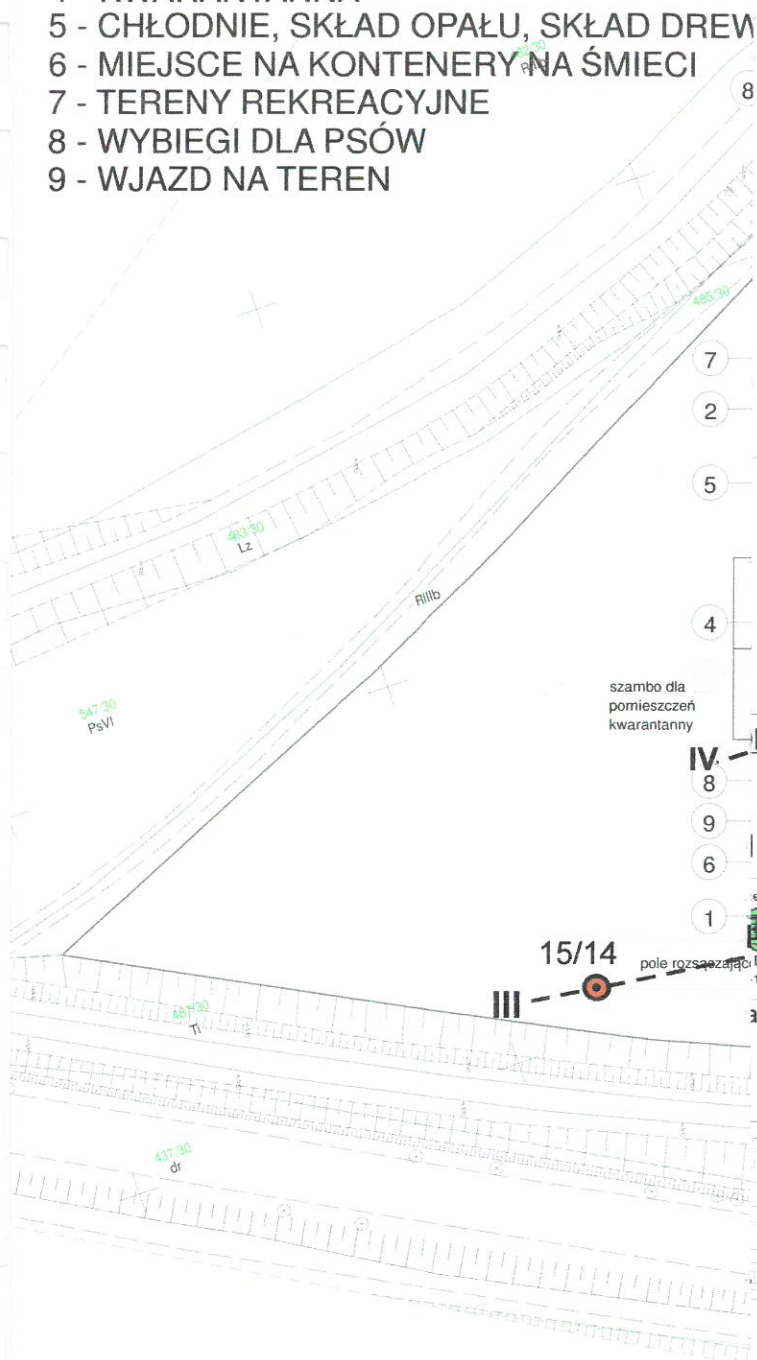 5 - CHŁODNIE, SKŁAD OPAŁU, SKŁAD DREW
6 - MIEJSCE NA KONTENERY NA ŚMIECI
7 - TERENY REKREACYJNE
8 - WYBIEGI DLA PSÓW
9 - WJAZD NA TEREN
8
485/30
7
2
5
483/30
Lz
RIIIb
4
szambo dla
pomieszczeń
kwarantanny
547/30
PsVI
IV
8
9
6
1
15/14
pole rozsączając
III
487/30
Ti
437/30
dr